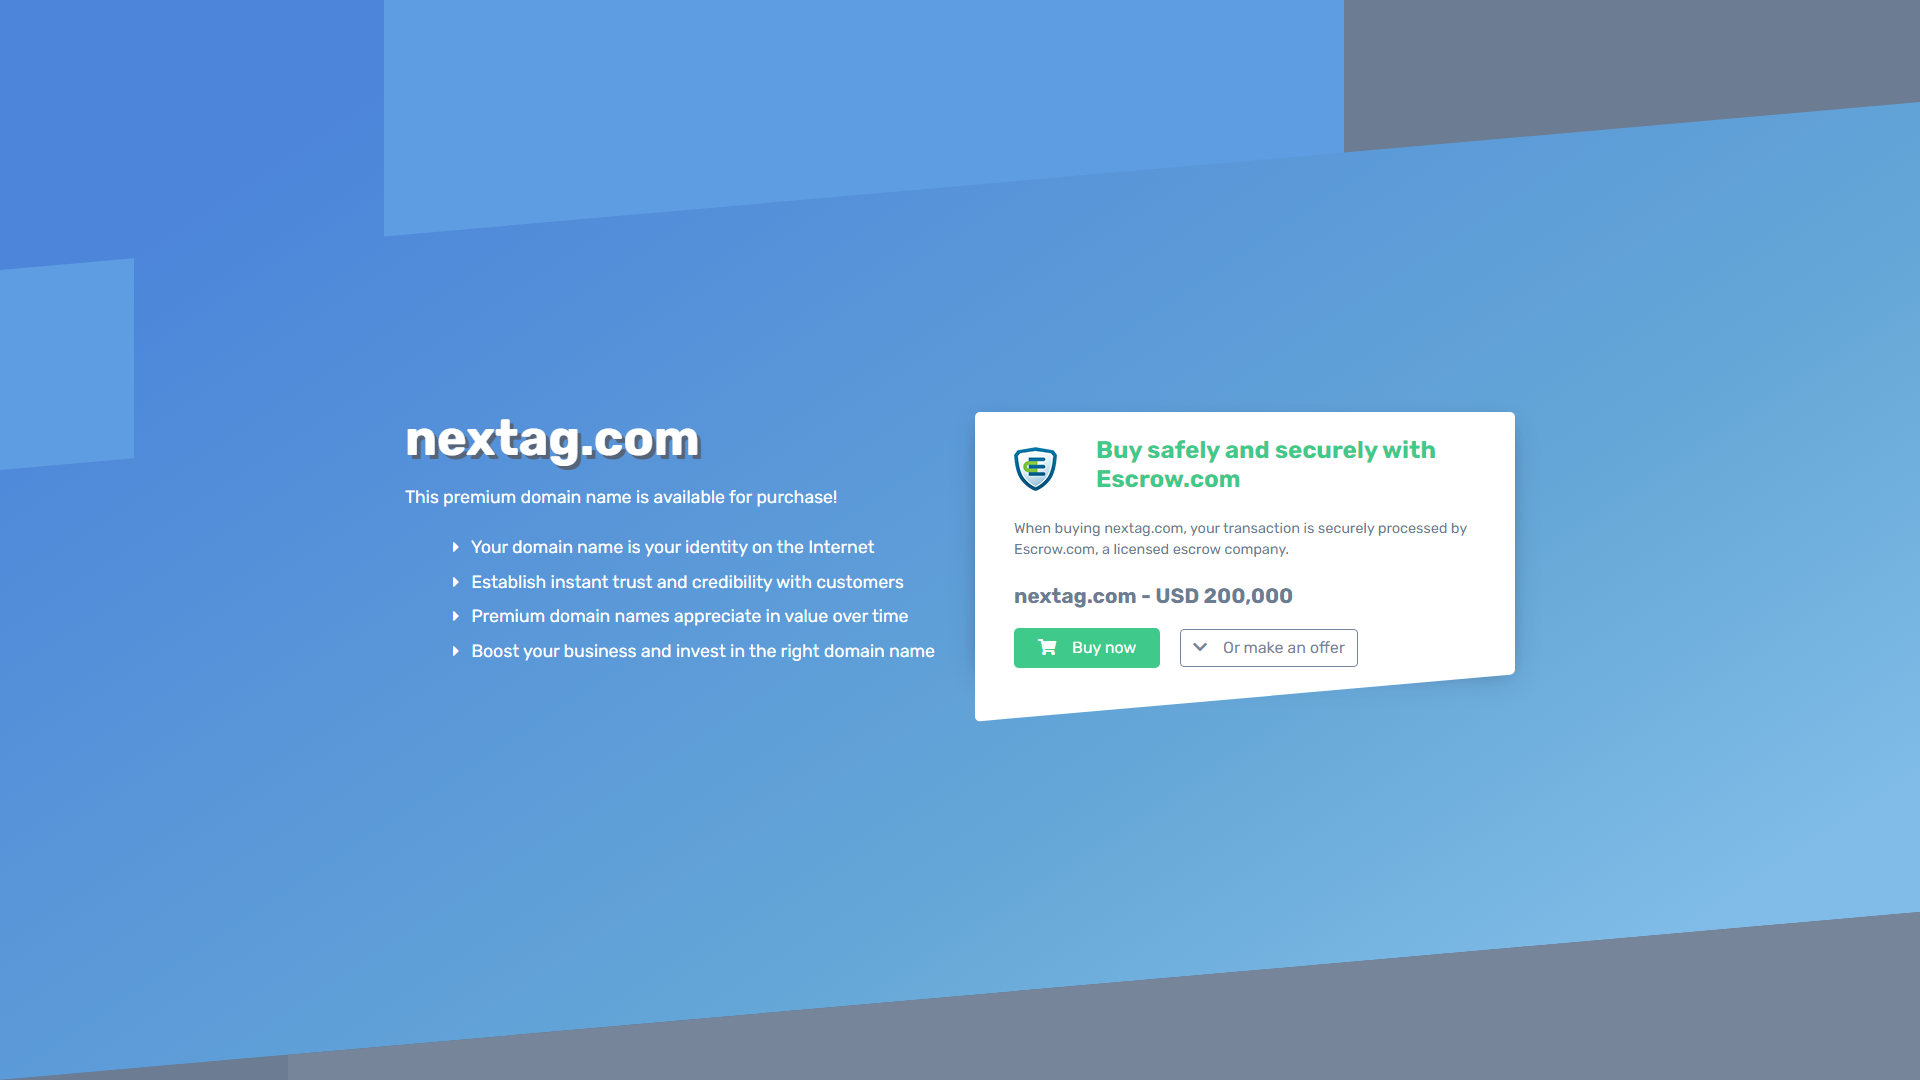 nextag.com
This premium domain name is available for purchase!
Your domain name is your identity on the Internet
Establish instant trust and credibility with customers
Premium domain names appreciate in value over time
Boost your business and invest in the right domain name
Buy safely and securely with
Escrow.com
When buying nextag.com, your transaction is securely processed by
Escrow.com, a licensed escrow company.
nextag.com - USD 200,000
Buy now
Or make an offer